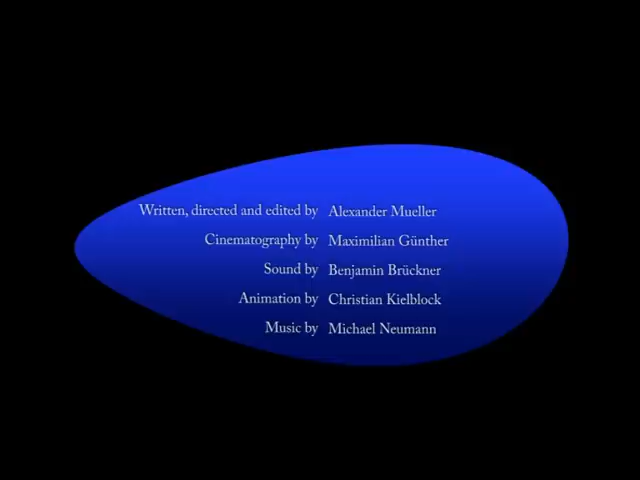 Written, directed and edited by Alexander Mueller
Cinematography by Maximilian Günther
Sound by Benjamin Brückner
Animation by Christian Kielblock
Music by Michael Neumann